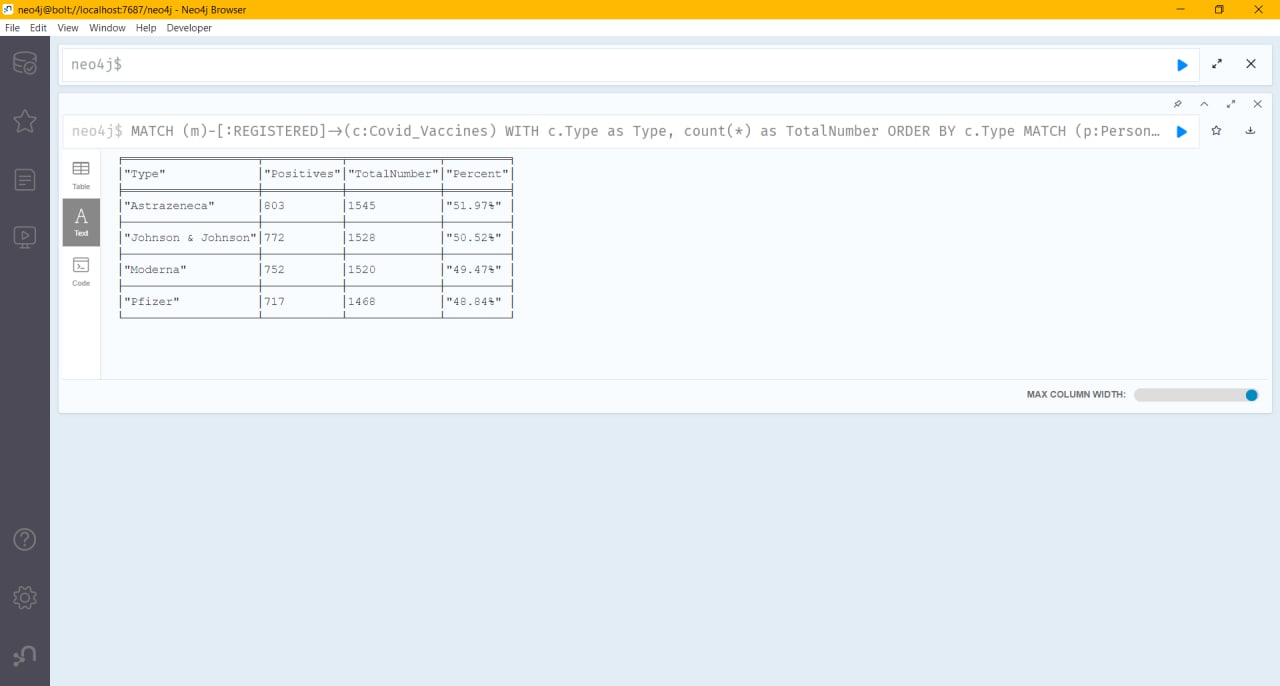 neo4j@bolt://localhost:7687/neo4j - Neo4j Browser
File Edit View Window Help Developer
neo4j$
neo4j$ MATCH (m)-[:REGISTERED]→(c:Covid_Vaccines) WITH c.Type as Type, count(*) as TotalNumber ORDER BY c.Type MATCH (p:Person…
Table
Text
Code
"Type" "Positives" "TotalNumber" "Percent"
"Astrazeneca" 803 1545 "51.97%"
"Johnson & Johnson" 772 1528 "50.52%"
"Moderna" 752 1520 "49.47%"
"Pfizer" 717 1468 "48.84%"
MAX COLUMN WIDTH: